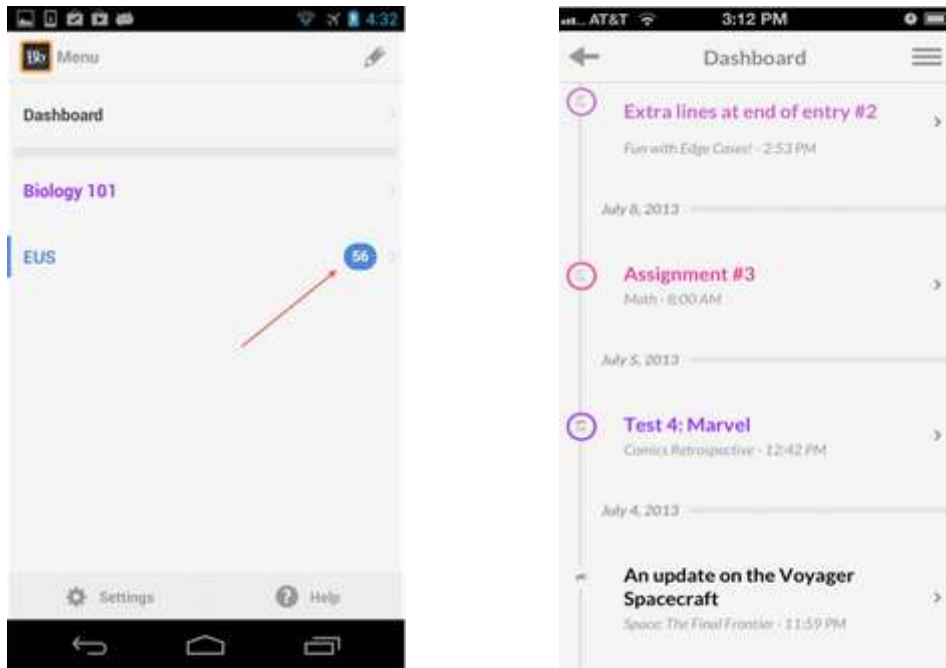 4:32
Bb Menu
Dashboard
Biology 101
EUS
56
Settings
Help
AT&T 3:12 PM
Dashboard
Extra lines at end of entry #2
Fun with Edge Cases! - 2:53 PM
July 8, 2013
Assignment #3
Math - 8:00 AM
July 5, 2013
Test 4: Marvel
Comics Retrospective - 12:42 PM
July 4, 2013
An update on the Voyager
Spacecraft
Space: The Final Frontier - 11:59 PM